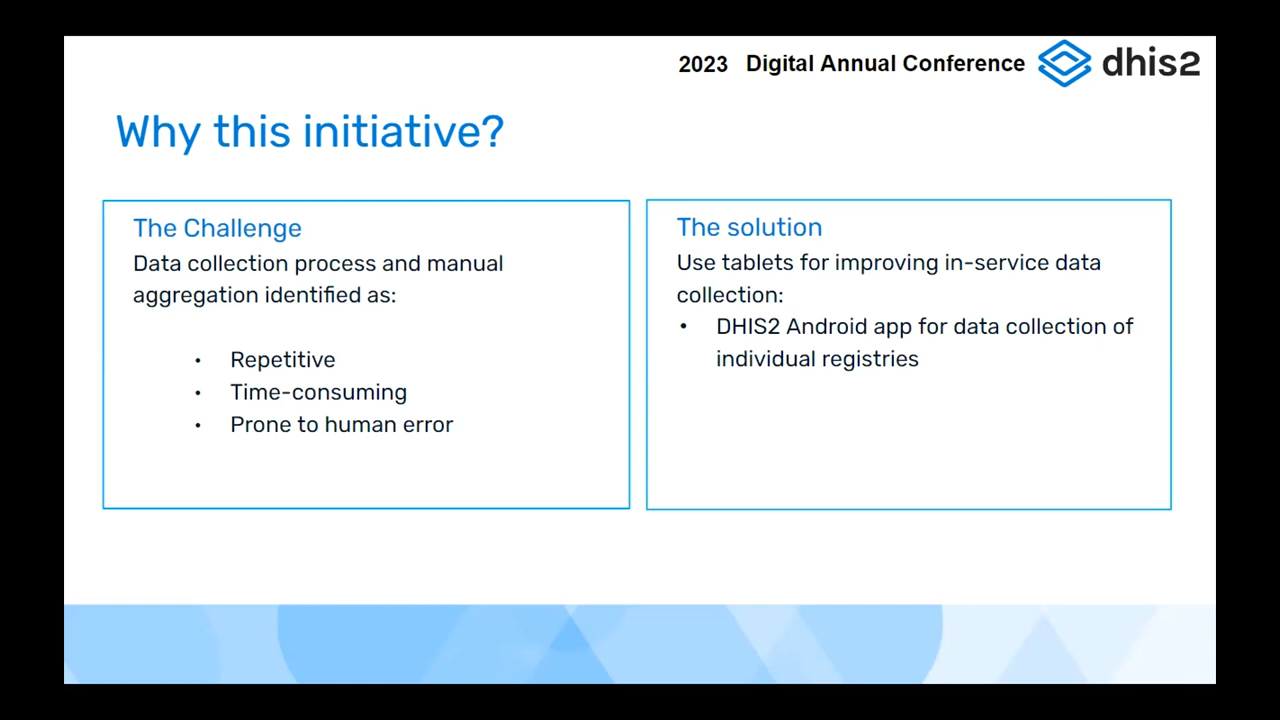 2023 Digital Annual Conference dhis2
Why this initiative?
The Challenge
Data collection process and manual
aggregation identified as:
• Repetitive
• Time-consuming
• Prone to human error
The solution
Use tablets for improving in-service data
collection:
• DHIS2 Android app for data collection of
individual registries